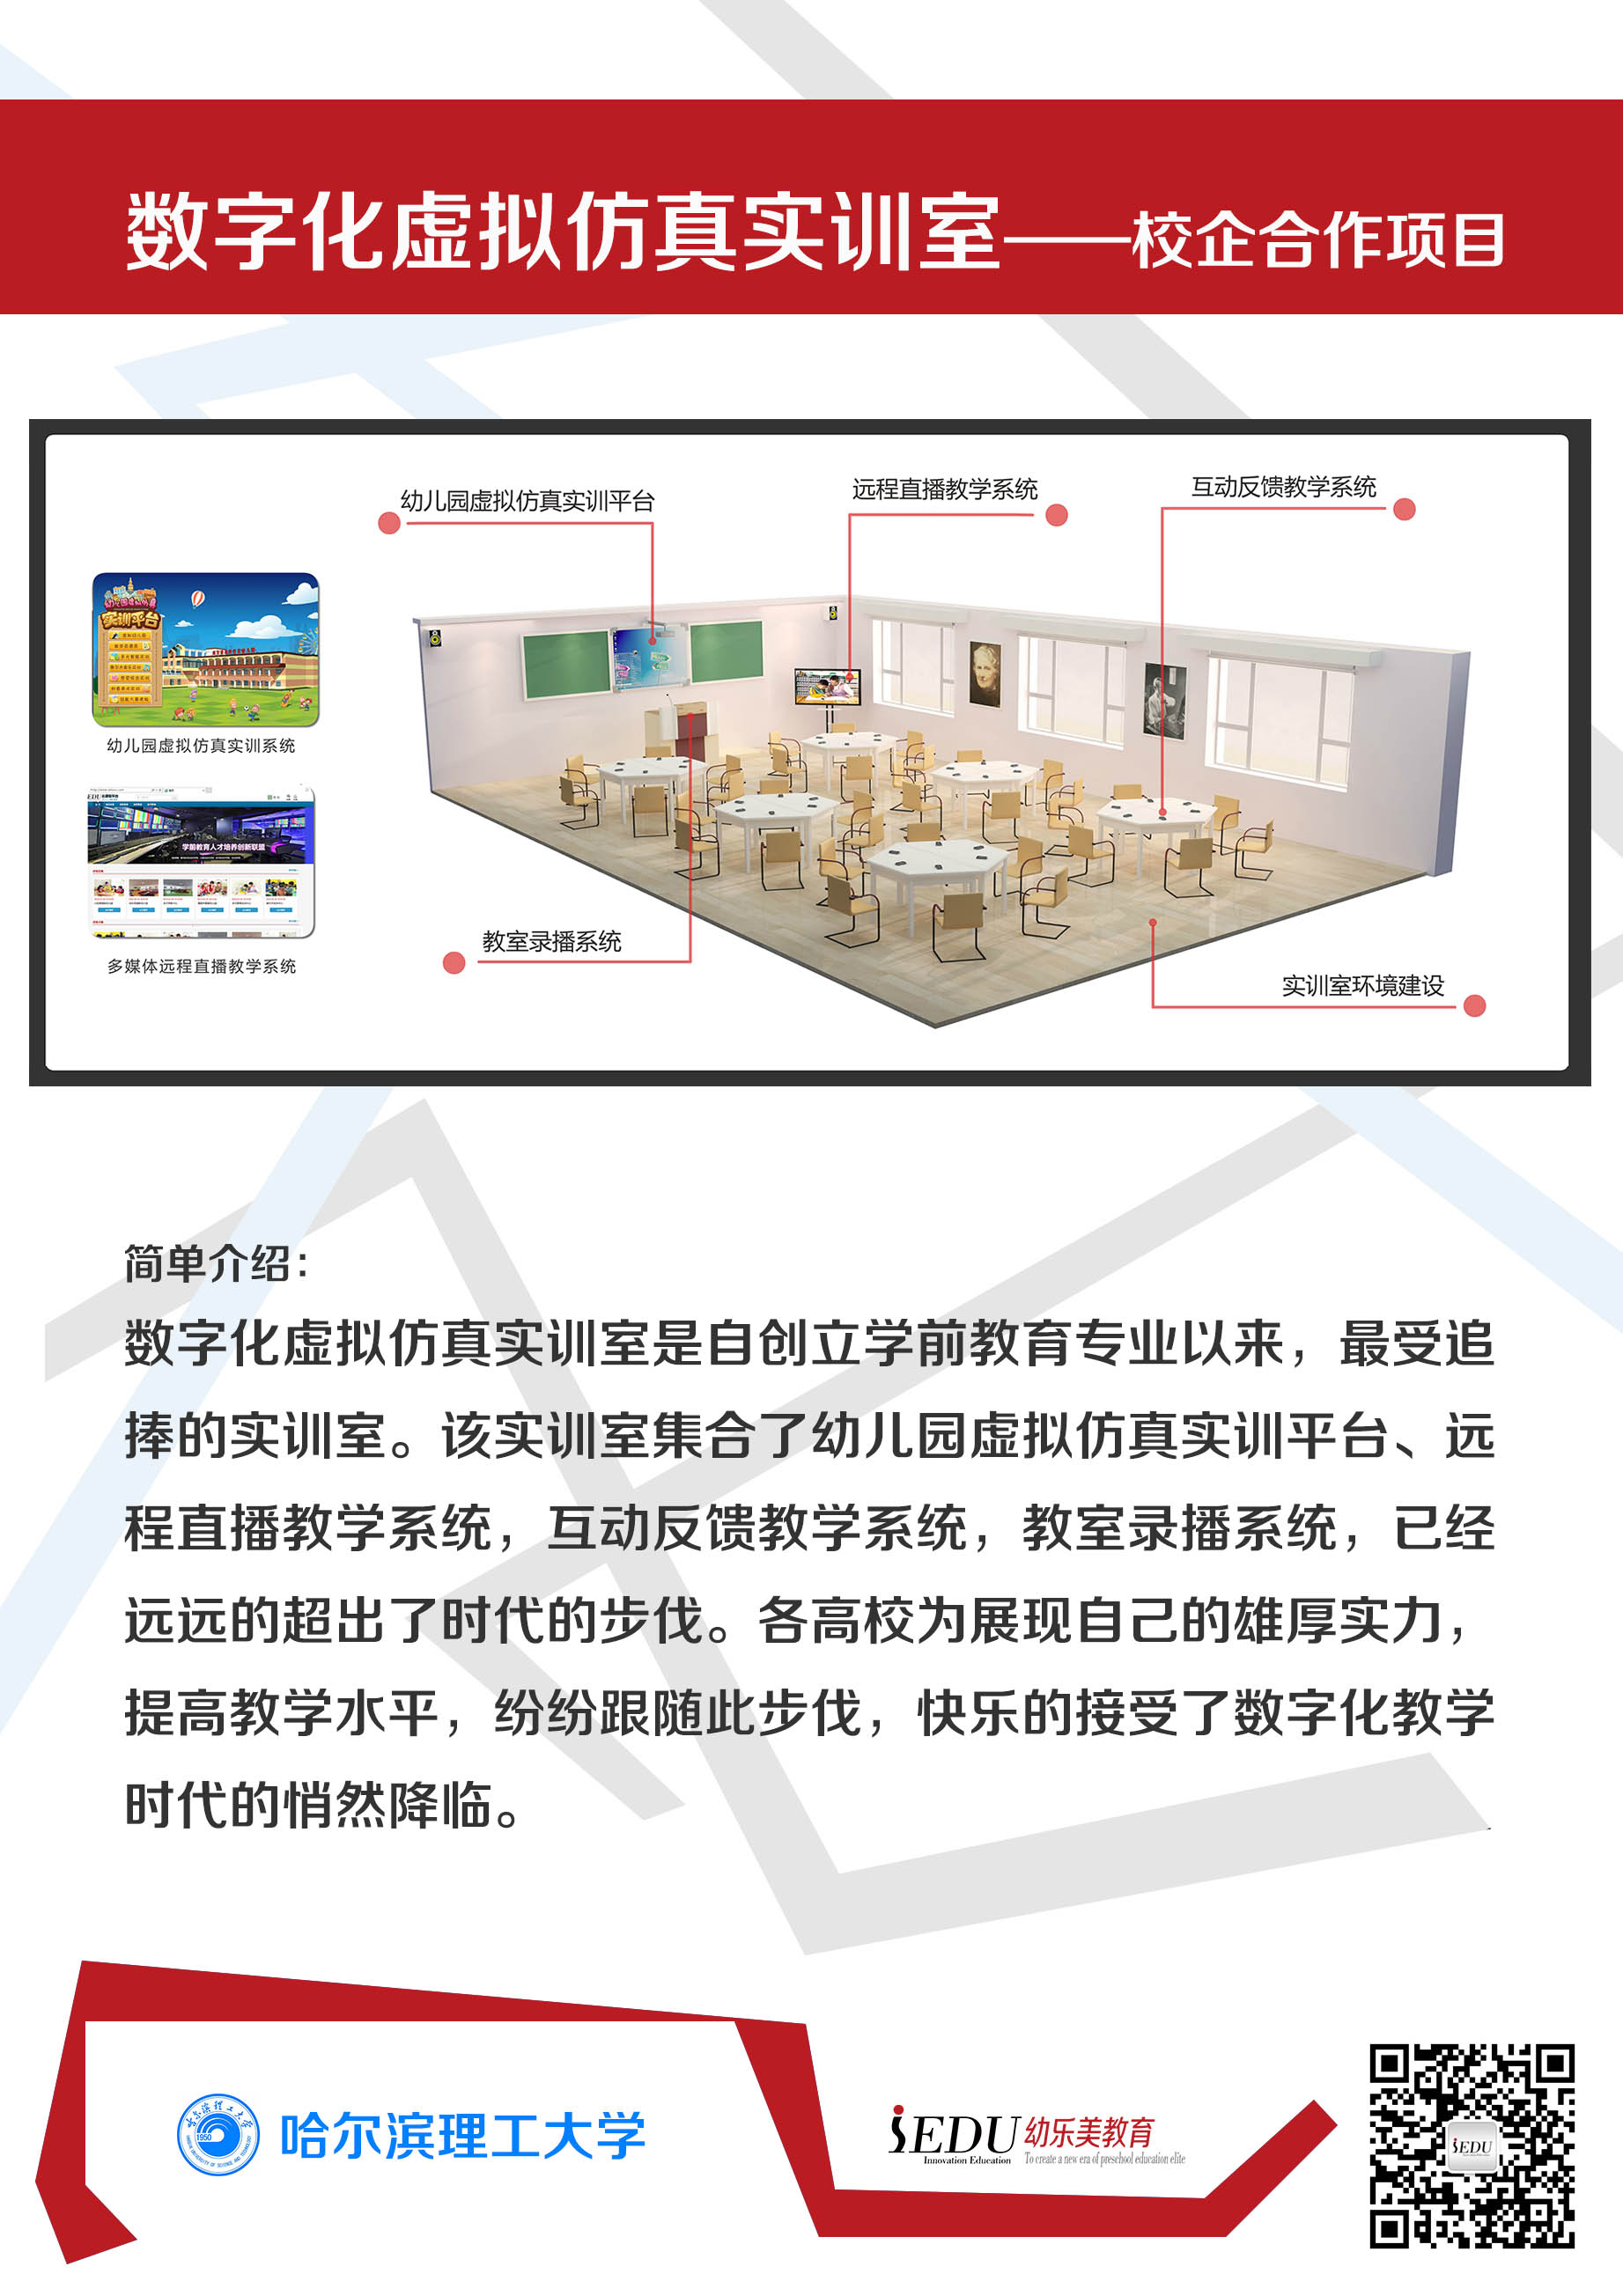 数字化虚拟仿真实训室——校企合作项目
幼儿园虚拟仿真实训平台
远程直播教学系统
互动反馈教学系统
实训平台
幼儿园虚拟仿真实训系统
EDU
学前教育人才培养创新联盟
多媒体远程直播教学系统
教室录播系统
实训室环境建设
简单介绍：
数字化虚拟仿真实训室是自创立学前教育专业以来，最受追
捧的实训室。该实训室集合了幼儿园虚拟仿真实训平台、远
程直播教学系统，互动反馈教学系统，教室录播系统，已经
远远的超出了时代的步伐。各高校为展现自己的雄厚实力，
提高教学水平，纷纷跟随此步伐，快乐的接受了数字化教学
时代的悄然降临。
哈尔滨理工大学
1950
哈尔滨理工大学
iEDU 幼乐美教育
Innovation Education To create a new era of preschool education elite
iEDU